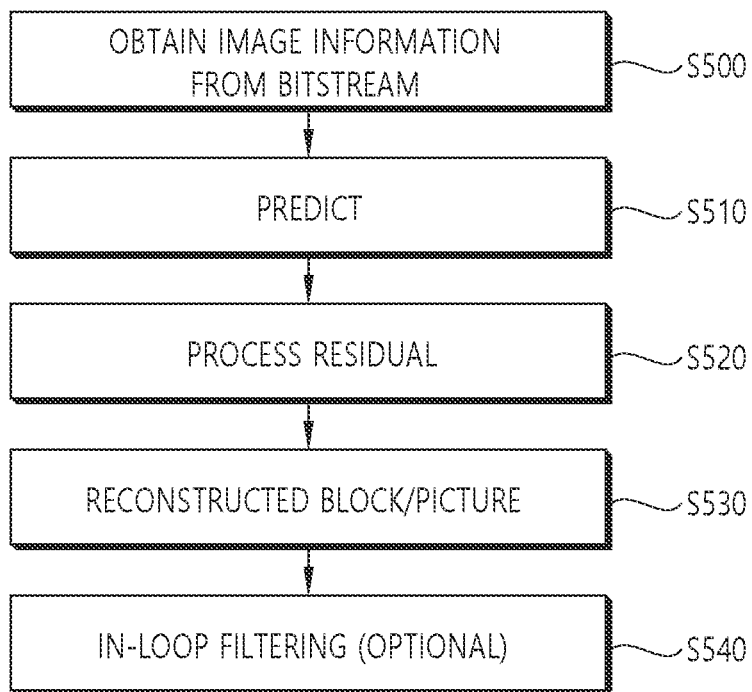 OBTAIN IMAGE INFORMATION
FROM BITSTREAM
S500
PREDICT
S510
PROCESS RESIDUAL
S520
RECONSTRUCTED BLOCK/PICTURE
S530
IN-LOOP FILTERING (OPTIONAL)
S540